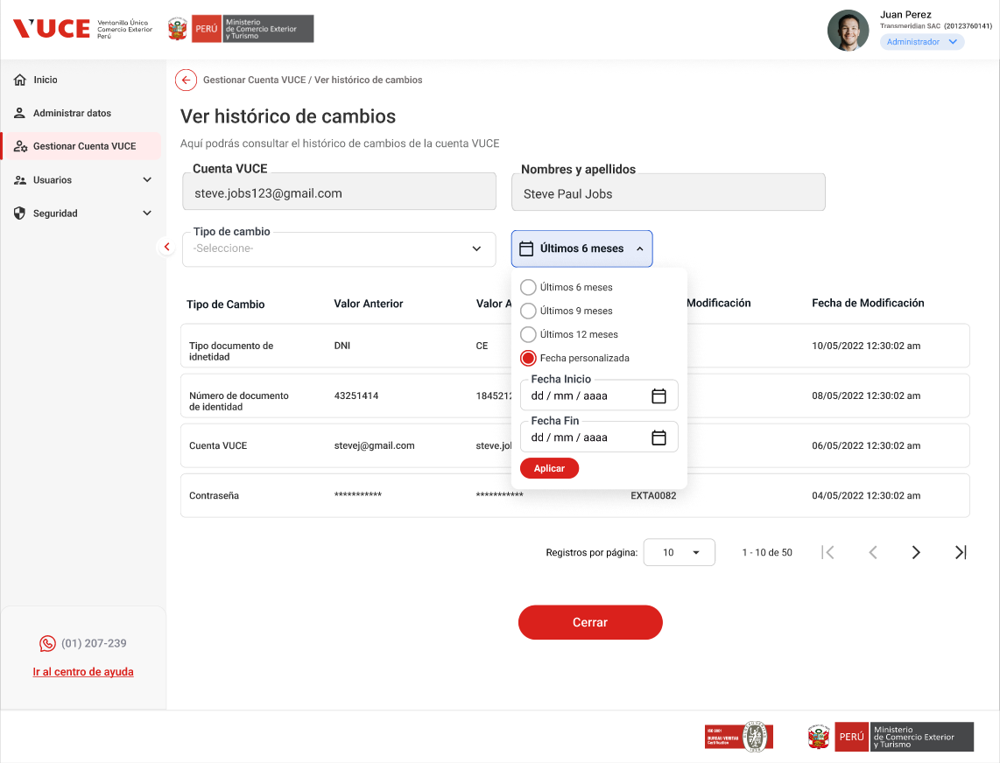 VUCE
Ventanilla Única
Comercio Exterior
Perú
PERÚ
Ministerio
de Comercio Exterior
y Turismo
Juan Perez
Transmeridian SAC (20123760141)
Administrador
Inicio
Administrar datos
Gestionar Cuenta VUCE
Usuarios
Seguridad
Gestionar Cuenta VUCE / Ver histórico de cambios
Ver histórico de cambios
Aquí podrás consultar el histórico de cambios de la cuenta VUCE
Cuenta VUCE
steve.jobs123@gmail.com
Nombres y apellidos
Steve Paul Jobs
Tipo de cambio
-Seleccione-
Últimos 6 meses
Últimos 6 meses
Últimos 9 meses
Últimos 12 meses
Fecha personalizada
Fecha Inicio
dd / mm / aaaa
Fecha Fin
dd / mm / aaaa
Aplicar
Tipo de Cambio Valor Anterior Valor A Modificación Fecha de Modificación
Tipo documento de
idnetidad
DNI CE 10/05/2022 12:30:02 am
Número de documento
de identidad
43251414 1845212 08/05/2022 12:30:02 am
Cuenta VUCE stevej@gmail.com steve.jo 06/05/2022 12:30:02 am
Contraseña *********** *********** EXTA0082 04/05/2022 12:30:02 am
Registros por página: 10 1 - 10 de 50
Cerrar
(01) 207-239
Ir al centro de ayuda
ISO 9001
BUREAU VERITAS
Certification
PERÚ
Ministerio
de Comercio Exterior
y Turismo